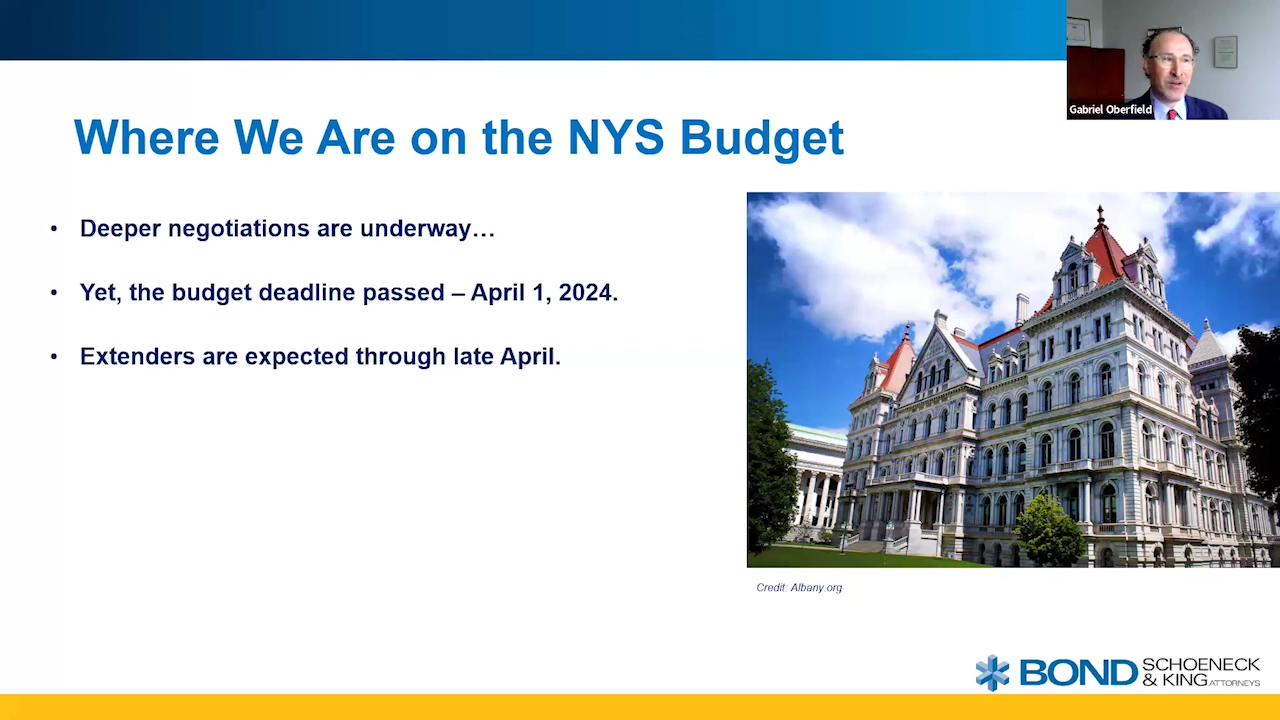 Gabriel Oberfield
Where We Are on the NYS Budget
• Deeper negotiations are underway…
• Yet, the budget deadline passed – April 1, 2024.
• Extenders are expected through late April.
Credit: Albany.org
BOND SCHOENECK
& KING ATTORNEYS